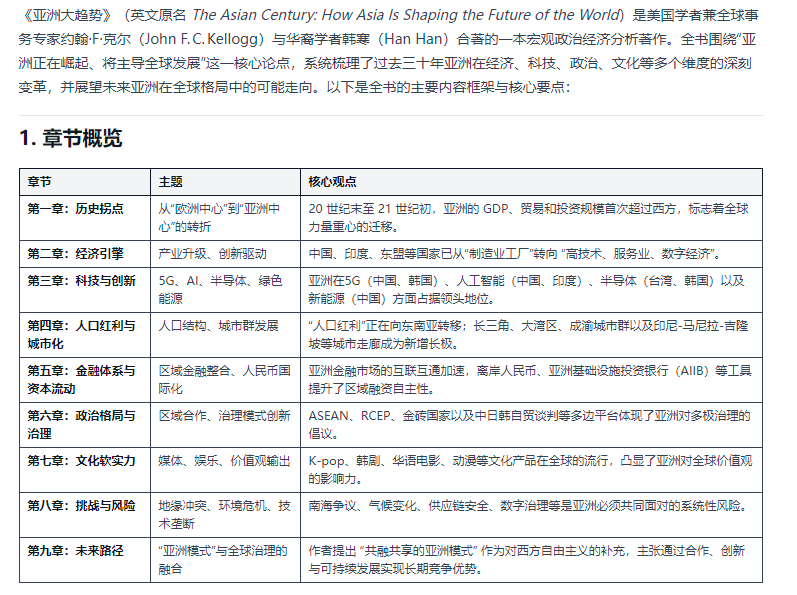 《亚洲大趋势》（英文原名 The Asian Century: How Asia Is Shaping the Future of the World）是美国学者兼全球事
务专家约翰·F·克尔（John F. C. Kellogg）与华裔学者韩寒（Han Han）合著的一本宏观政治经济分析著作。全书围绕“亚
洲正在崛起、将主导全球发展”这一核心论点，系统梳理了过去三十年亚洲在经济、科技、政治、文化等多个维度的深刻
变革，并展望未来亚洲在全球格局中的可能走向。以下是全书的主要内容框架与核心要点：
1. 章节概览
章节 主题 核心观点
第一章：历史拐点 从“欧洲中心”到“亚洲中 20 世纪末至 21 世纪初，亚洲的 GDP、贸易和投资规模首次超过西方，标志着全球
心”的转折 力量重心的迁移。
第二章：经济引擎 产业升级、创新驱动 中国、印度、东盟等国家已从“制造业工厂”转向 “高技术、服务业、数字经济”。
第三章：科技与创新 5G、AI、半导体、绿色 亚洲在5G（中国、韩国）、人工智能（中国、印度）、半导体（台湾、韩国）以及
能源 新能源（中国）方面占据领头地位。
第四章：人口红利与 人口结构、城市群发展 “人口红利”正在向东南亚转移；长三角、大湾区、成渝城市群以及印尼-马尼拉-吉隆
城市化 坡等城市走廊成为新增长极。
第五章：金融体系与 区域金融整合、人民币国 亚洲金融市场的互联互通加速，离岸人民币、亚洲基础设施投资银行（AIIB）等工具
资本流动 际化 提升了区域融资自主性。
第六章：政治格局与 区域合作、治理模式创新 ASEAN、RCEP、金砖国家以及中日韩自贸谈判等多边平台体现了亚洲对多极治理的
治理 倡议。
第七章：文化软实力 媒体、娱乐、价值观输出 K-pop、韩剧、华语电影、动漫等文化产品在全球的流行，凸显了亚洲对全球价值观
的影响力。
第八章：挑战与风险 地缘冲突、环境危机、技 南海争议、气候变化、供应链安全、数字治理等是亚洲必须共同面对的系统性风险。
术垄断
第九章：未来路径 “亚洲模式”与全球治理的 作者提出 “共融共享的亚洲模式” 作为对西方自由主义的补充，主张通过合作、创新
融合 与可持续发展实现长期竞争优势。